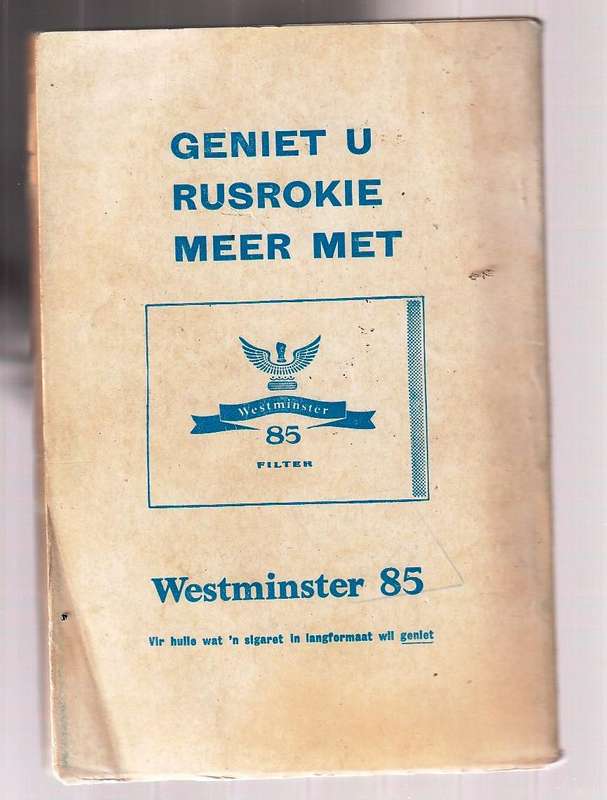 GENIET U
RUSROKIE
MEER MET
Westminster
85
FILTER
Westminster 85
Vir hulle wat 'n sigaret in langformaat wil geniet